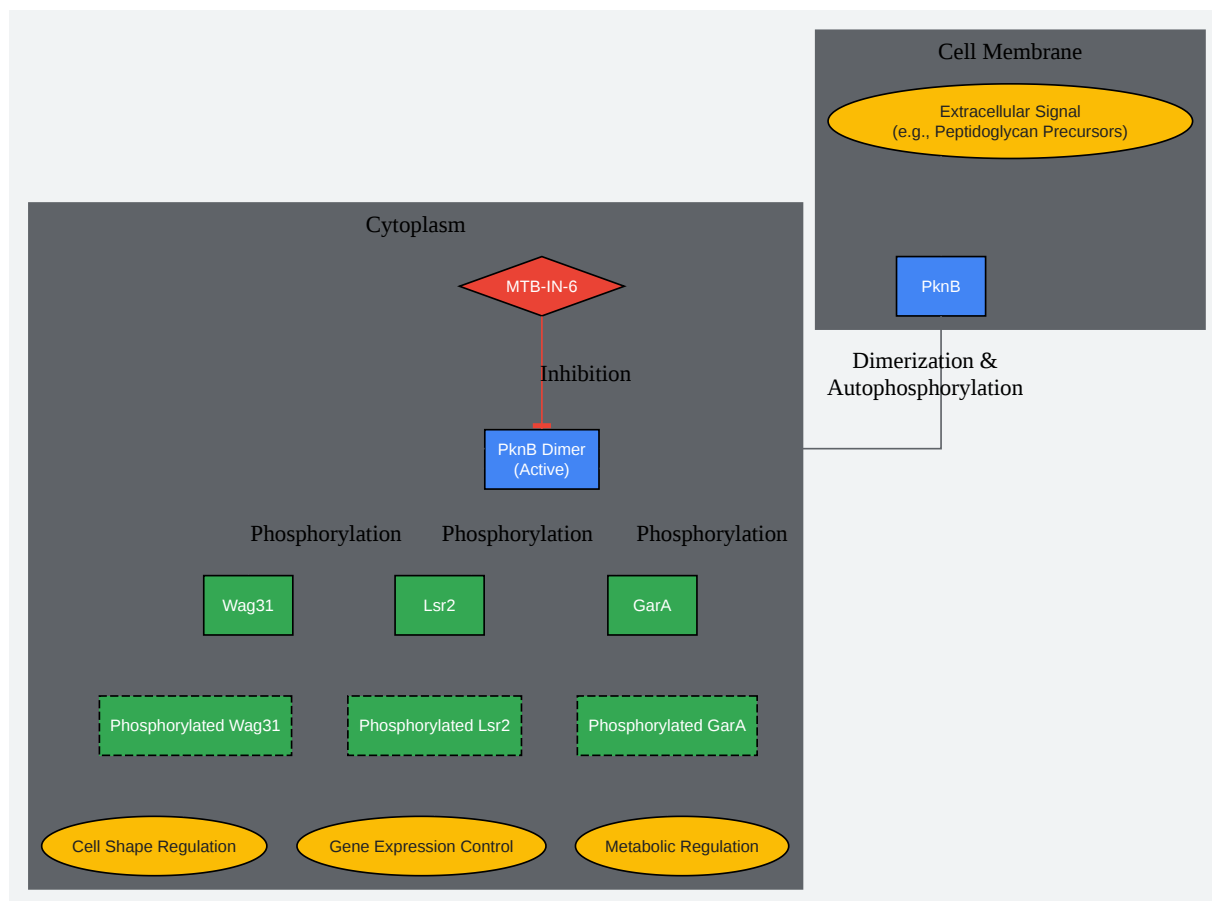 Cell Membrane
Extracellular Signal
(e.g., Peptidoglycan Precursors)
Cytoplasm
MTB-IN-6
PknB
Inhibition
Dimerization &
Autophosphorylation
PknB Dimer
(Active)
Phosphorylation
Phosphorylation
Phosphorylation
Wag31
Lsr2
GarA
Phosphorylated Wag31
Phosphorylated Lsr2
Phosphorylated GarA
Cell Shape Regulation
Gene Expression Control
Metabolic Regulation